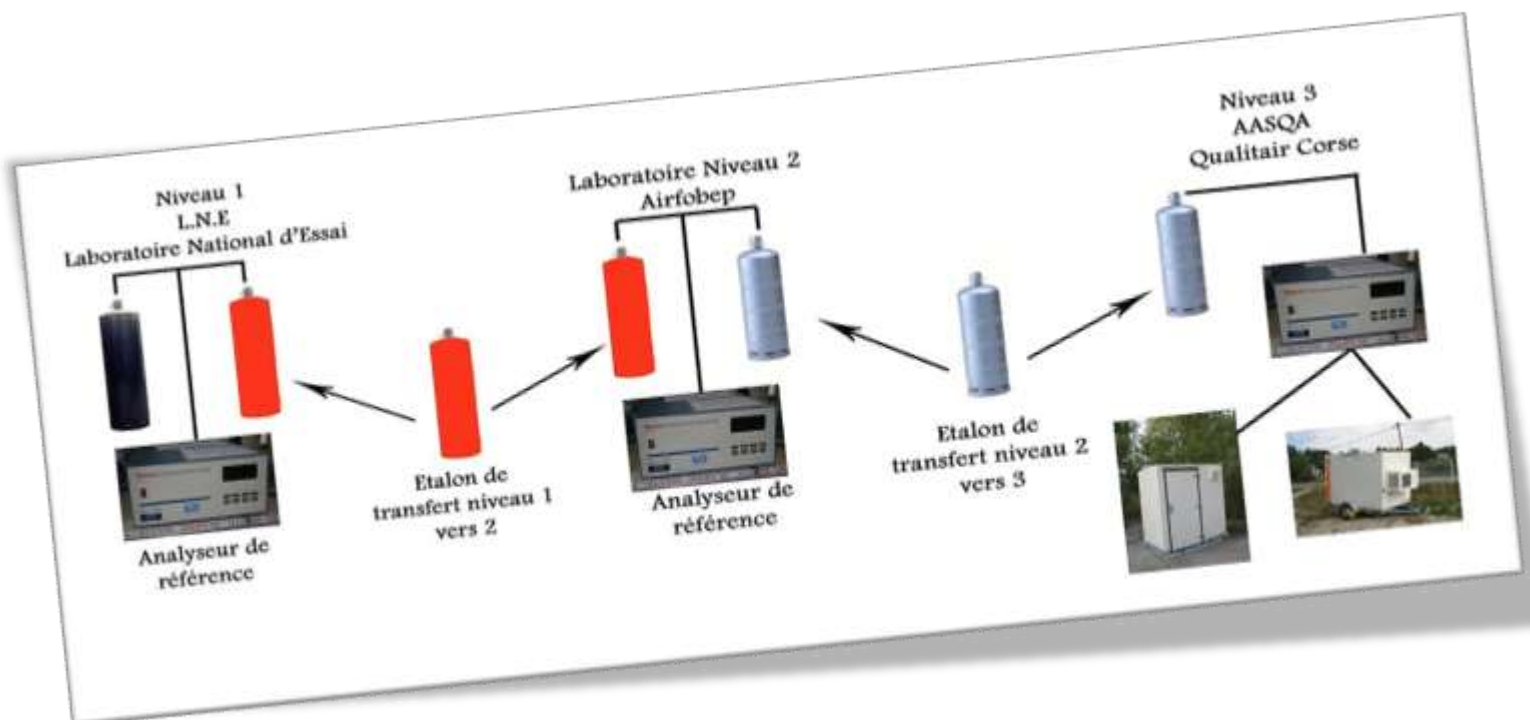 Niveau 1
L.N.E
Laboratoire National d'Essai
Analyseur de
référence
Etalon de
transfert niveau 1
vers 2
Laboratoire Niveau 2
Airfobep
Analyseur de
référence
Etalon de
transfert niveau 2
vers 3
Niveau 3
AASQA
Qualitair Corse